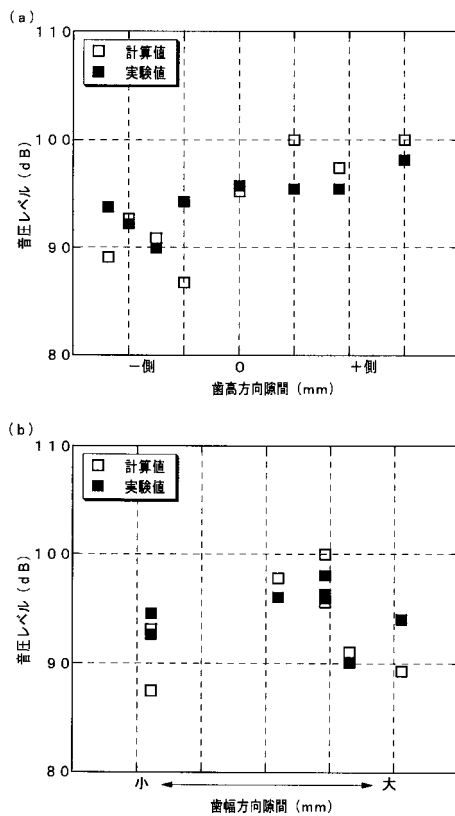 (a)
110
□ 計算値
■ 実験値
100
音圧レベル(dB)
90
80
−側 0 +側
歯高方向隙間(mm)
(b)
110
□ 計算値
■ 実験値
100
音圧レベル(dB)
90
80
小 大
歯幅方向隙間(mm)